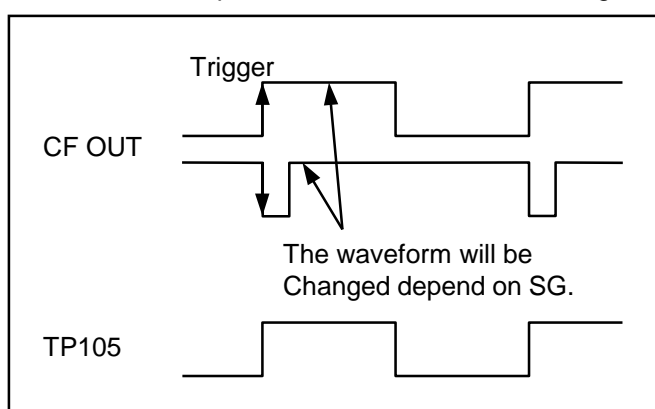 Trigger
CF OUT
The waveform will be
Changed depend on SG.
TP105